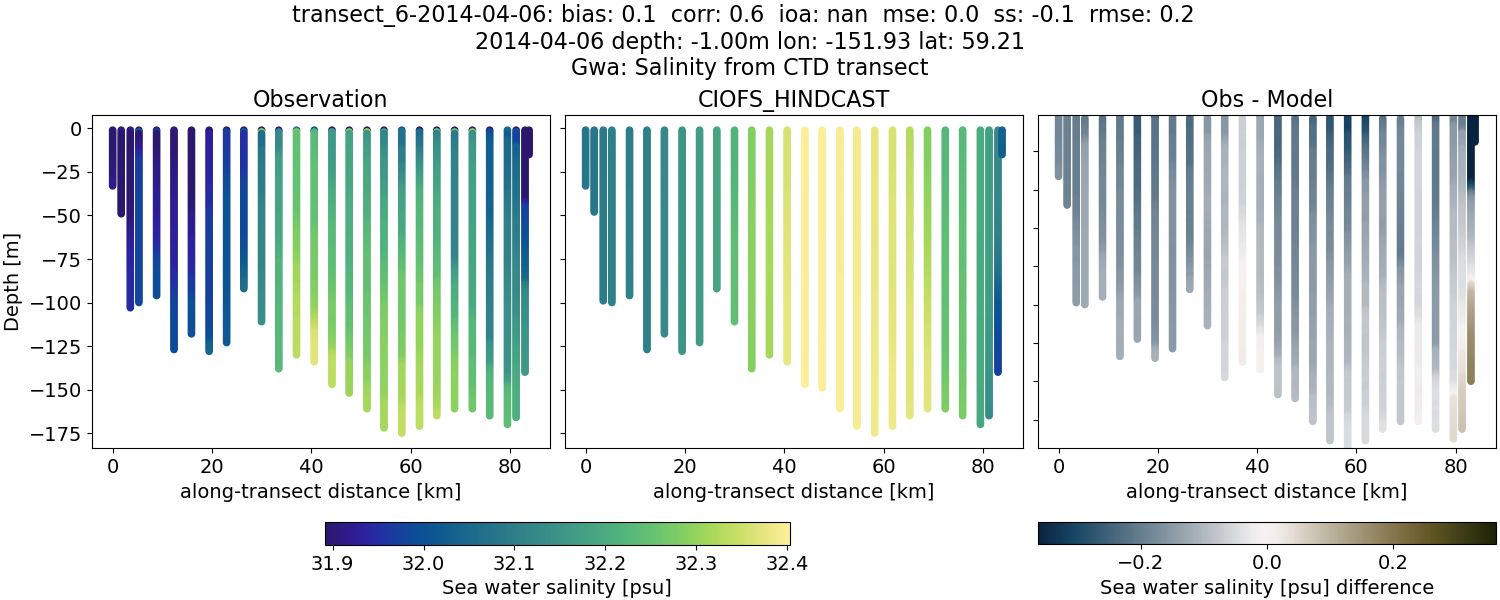 transect_6-2014-04-06: bias: 0.1  corr: 0.6  ioa: nan  mse: 0.0  ss: -0.1  rmse: 0.2
2014-04-06 depth: -1.00m lon: -151.93 lat: 59.21
Gwa: Salinity from CTD transect
Observation
CIOFS_HINDCAST
Obs - Model
Depth [m]
0
−25
−50
−75
−100
−125
−150
−175
0 20 40 60 80
0 20 40 60 80
0 20 40 60 80
along-transect distance [km]
along-transect distance [km]
along-transect distance [km]
31.9 32.0 32.1 32.2 32.3 32.4
Sea water salinity [psu]
−0.2 0.0 0.2
Sea water salinity [psu] difference